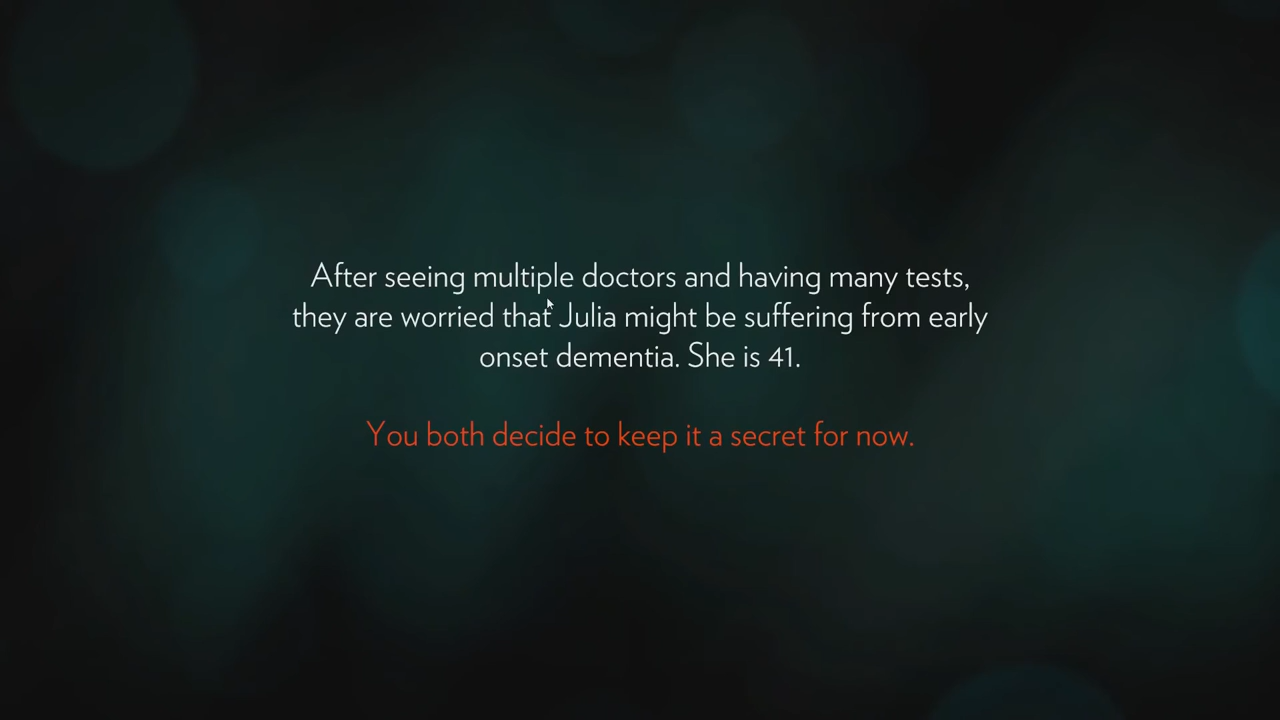 After seeing multiple doctors and having many tests,
they are worried that Julia might be suffering from early
onset dementia. She is 41.
You both decide to keep it a secret for now.